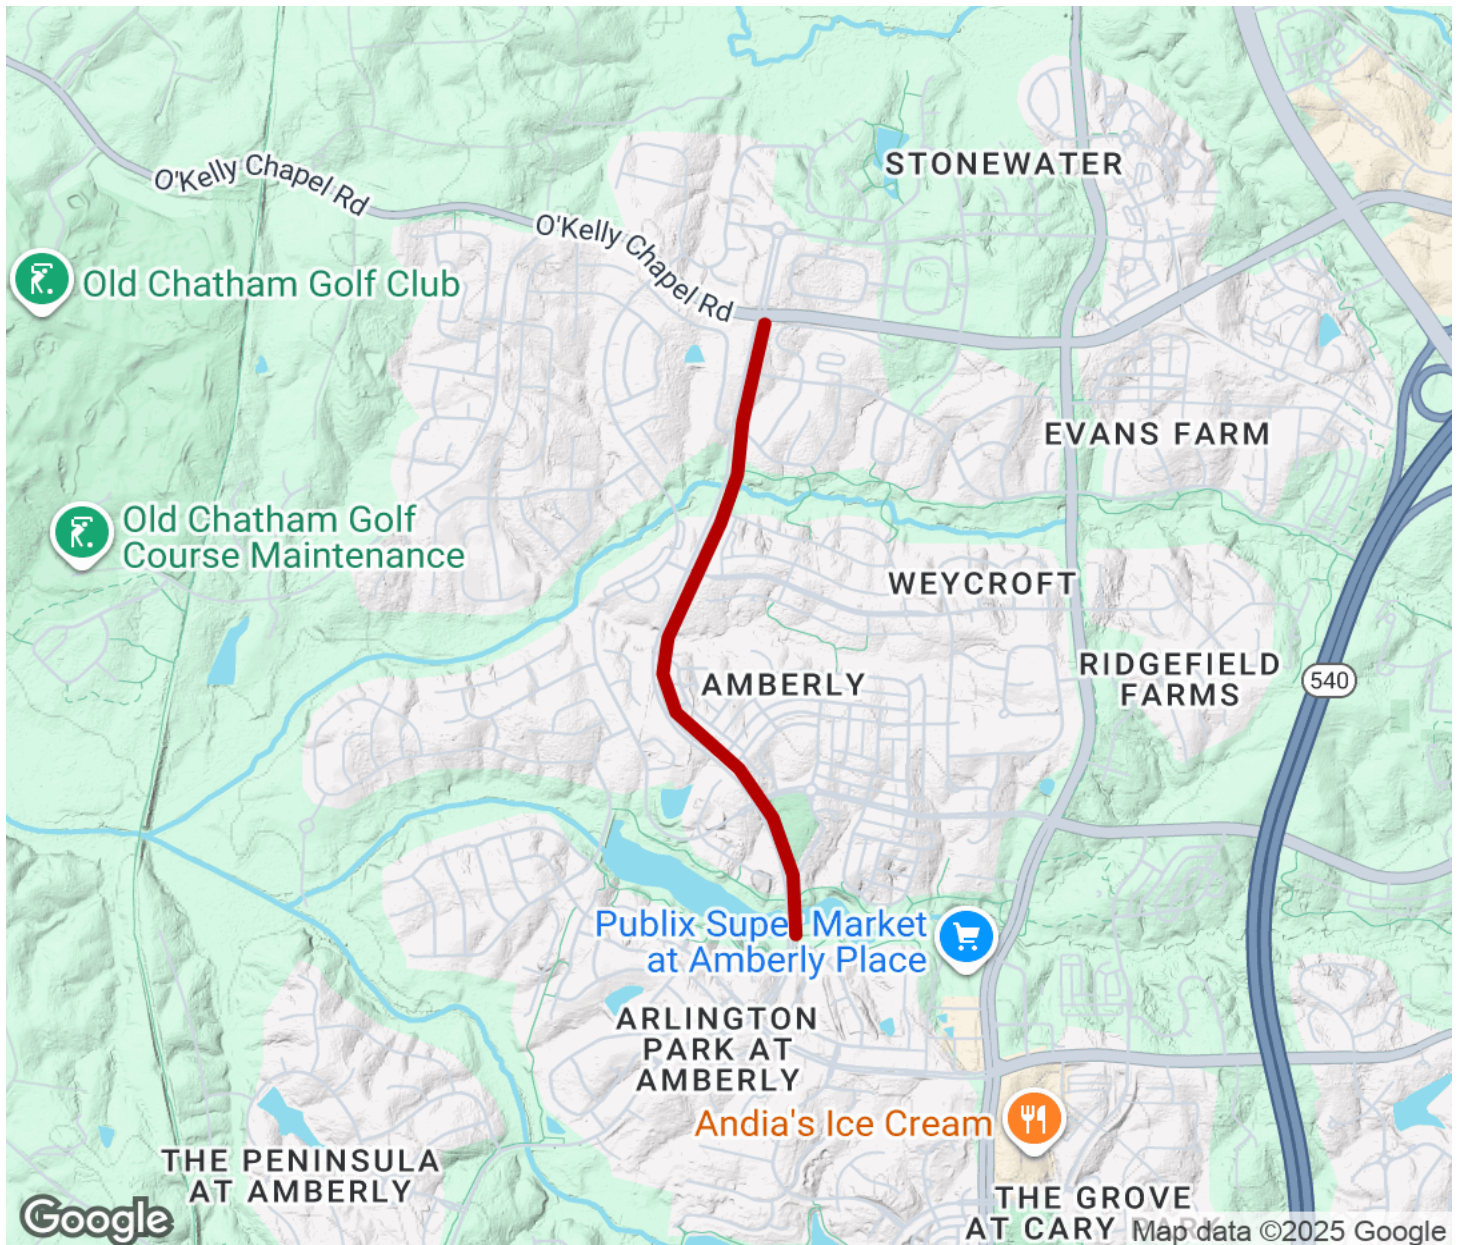 STONEWATER
O'Kelly Chapel Rd
O'Kelly Chapel Rd
Old Chatham Golf Club
EVANS FARM
Old Chatham Golf
Course Maintenance
WEYCROFT
RIDGEFIELD
FARMS
540
AMBERLY
Publix Supe Market
at Amberly Place
ARLINGTON
PARK AT
AMBERLY
Andia's Ice Cream
THE PENINSULA
AT AMBERLY
THE GROVE
AT CARY PARK
Google
Map data ©2025 Google